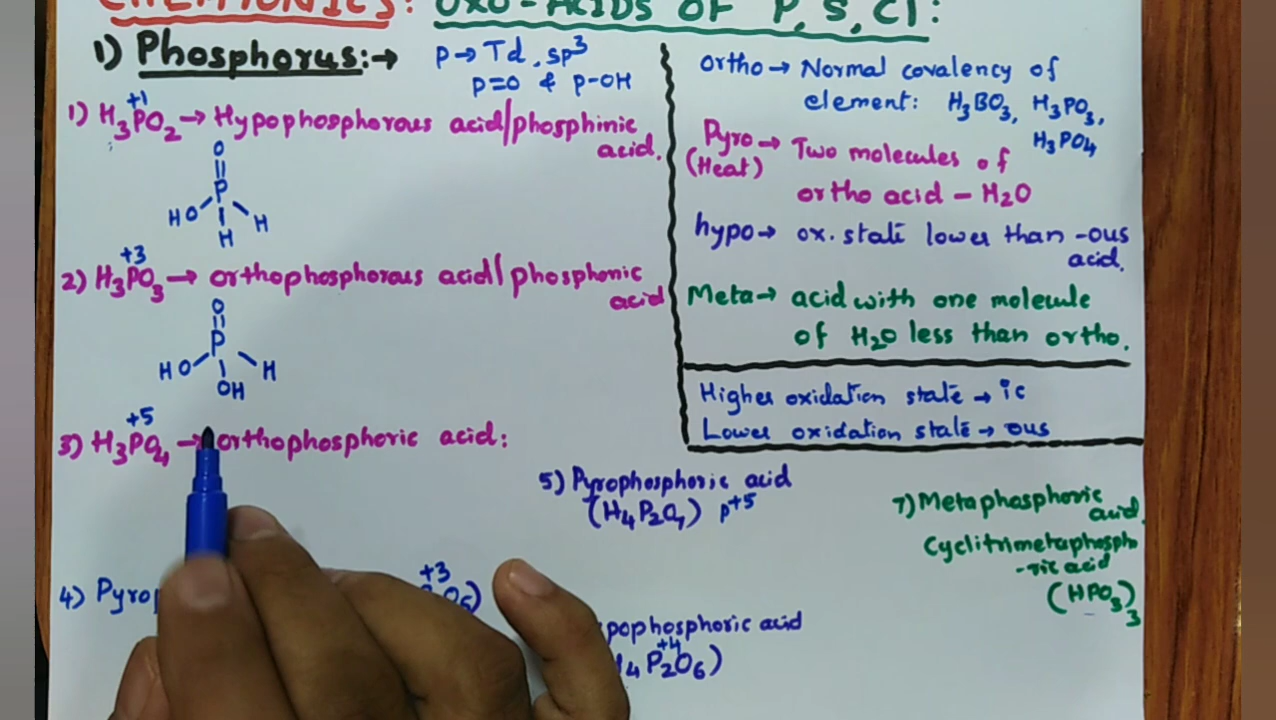 CHEMONICS: OXO-ACIDS OF P, S, Cl:
1) Phosphorus:→ P→ Td, sp³
P=O & P-OH
1) H₃PO₂ → Hypophosphorous acid/phosphinic
+1
acid.
O
P
HO H
H
2) H₃PO₃ → orthophosphorous acid/phosphonic
+3
acid
O
P
HO H
OH
3) H₃PO₄ → orthophosphoric acid:
+5
4)
+3
5) Pyrophosphoric acid
(H₄P₂O₇) P⁺⁵
phosphoric acid
+4
₄P₂O₆)
7) Metaphosphoric
acid.
Cyclitrimetaphospho
-ric acid
(HPO₃)₃
ortho → Normal covalency of
element: H₃BO₃, H₃PO₃,
H₃PO₄
Pyro → Two molecules of
(Heat)
ortho acid - H₂O
hypo → ox. state lower than -ous
acid.
Meta → acid with one molecule
of H₂O less than ortho.
Higher oxidation state → ic
Lower oxidation state → ous